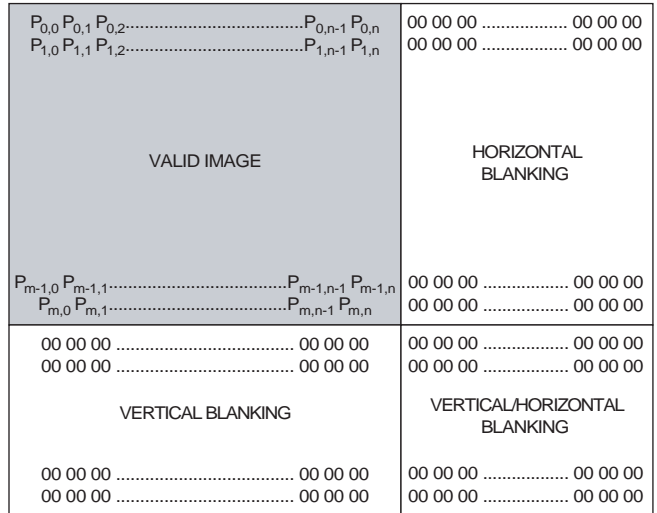 P0,0 P0,1 P0,2.....................................P0,n-1 P0,n
P1,0 P1,1 P1,2.....................................P1,n-1 P1,n
VALID IMAGE
Pm-1,0 Pm-1,1.....................................Pm-1,n-1 Pm-1,n
Pm,0 Pm,1.....................................Pm,n-1 Pm,n
00 00 00 .................. 00 00 00
00 00 00 .................. 00 00 00
HORIZONTAL
BLANKING
00 00 00 .................. 00 00 00
00 00 00 .................. 00 00 00
00 00 00 ..................................... 00 00 00
00 00 00 ..................................... 00 00 00
VERTICAL BLANKING
00 00 00 ..................................... 00 00 00
00 00 00 ..................................... 00 00 00
00 00 00 .................. 00 00 00
00 00 00 .................. 00 00 00
VERTICAL/HORIZONTAL
BLANKING
00 00 00 .................. 00 00 00
00 00 00 .................. 00 00 00